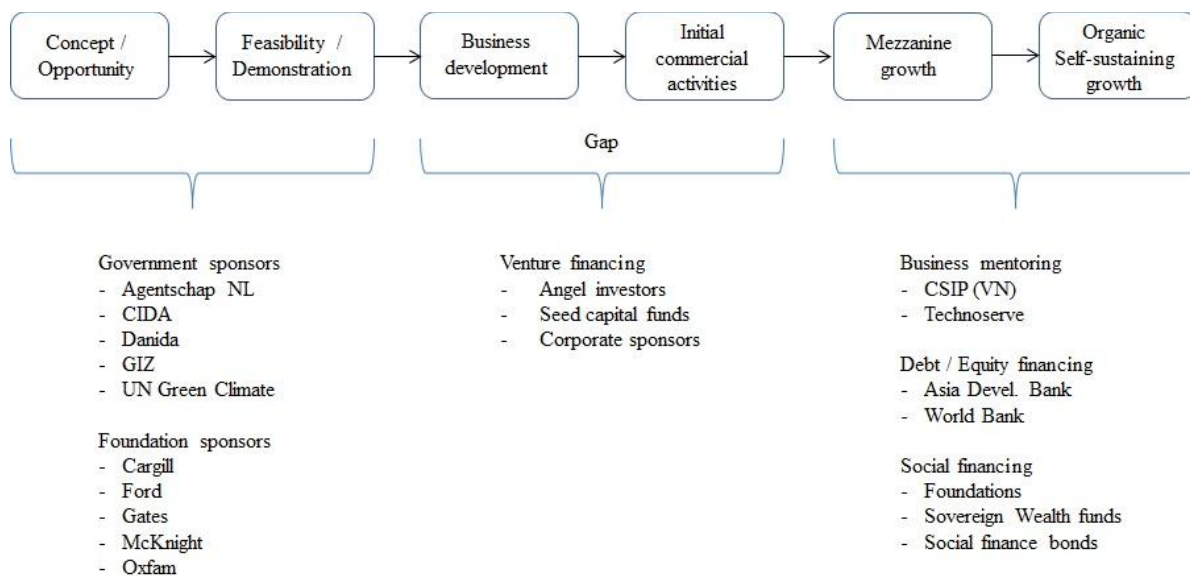 Concept /
Opportunity
Feasibility /
Demonstration
Business
development
Initial
commercial
activities
Mezzanine
growth
Organic
Self-sustaining
growth
Gap
Government sponsors
- Agentschap NL
- CIDA
- Danida
- GIZ
- UN Green Climate
Foundation sponsors
- Cargill
- Ford
- Gates
- McKnight
- Oxfam
Venture financing
- Angel investors
- Seed capital funds
- Corporate sponsors
Business mentoring
- CSIP (VN)
- Technoserve
Debt / Equity financing
- Asia Devel. Bank
- World Bank
Social financing
- Foundations
- Sovereign Wealth funds
- Social finance bonds